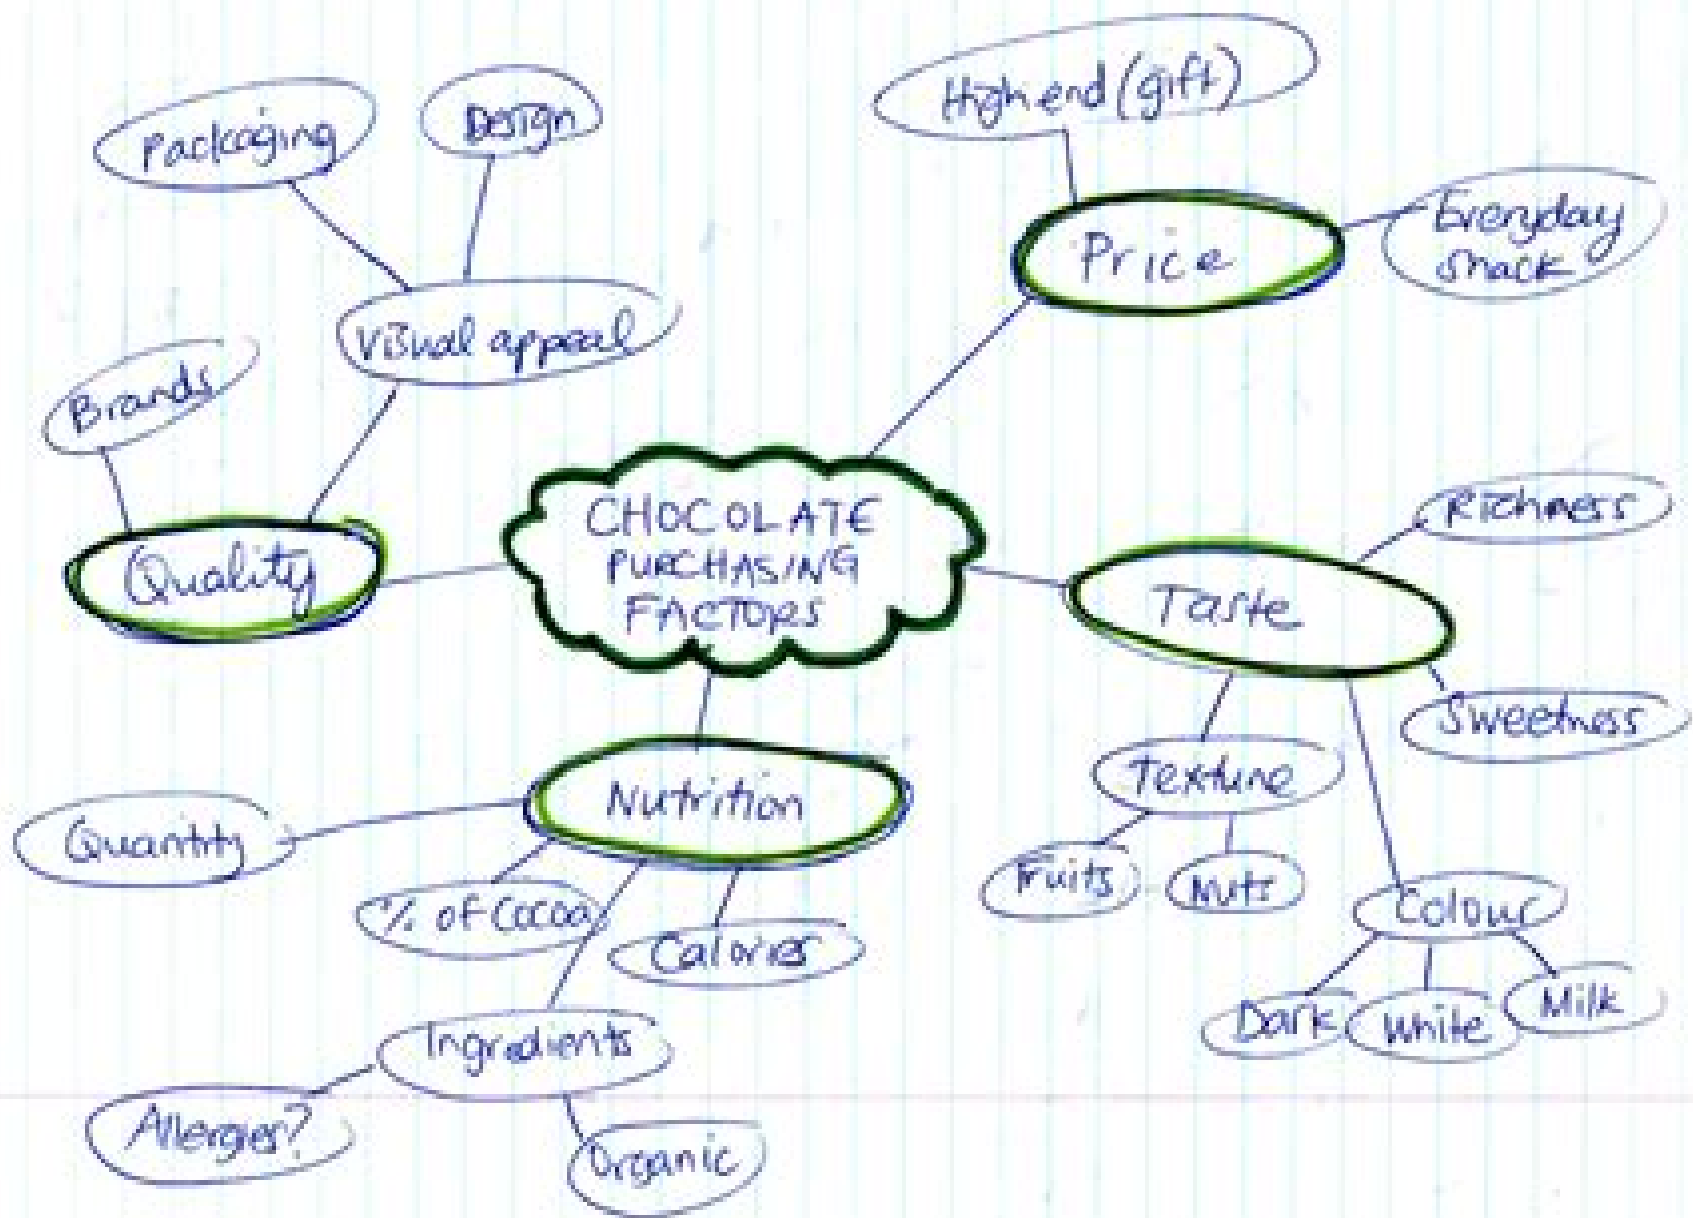 High end (gift)
Packaging
Design
Everyday
snack
Price
Visual appeal
Brands
CHOCOLATE
PURCHASING
FACTORS
Quality
Richness
Taste
Sweetness
Texture
Nutrition
Quantity
Fruits
Nuts
% of Cocoa
Colour
Calories
Dark
White
Milk
Ingredients
Allergies?
Organic